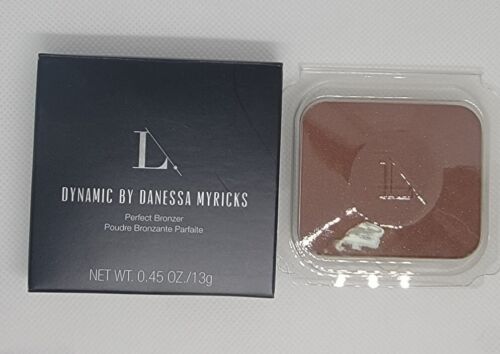 L
DYNAMIC BY DANESSA MYRICKS
Perfect Bronzer
Poudre Bronzante Parfaite
NET WT. 0.45 OZ./13g
L